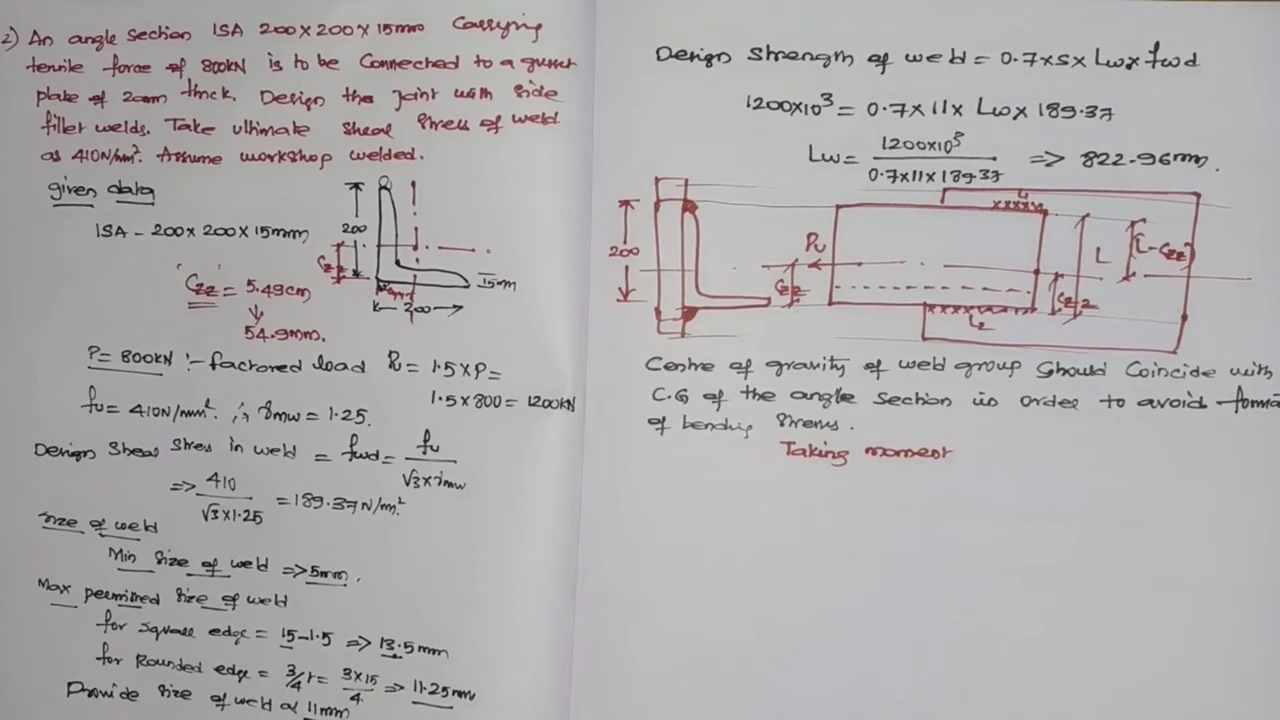 2) An angle section ISA 200×200×15mm Carrying
tensile force of 800KN is to be Connected to a gusset
plate of 20mm thick. Design the joint with side
fillet welds. Take ultimate shear stress of weld
as 410N/mm². Assume workshop welded.
given data
ISA - 200×200×15mm
200
Czz
15mm
200
'Czz' = 5.49cm
54.9mm.
P = 800KN :- factored load Pu = 1.5×P =
1.5×800 = 1200KN
fu = 410N/mm². ;, γmw = 1.25.
Design Shear Stress in weld = fwd = fu / √3×γmw
=> 410 / √3×1.25 = 189.37N/mm²
Size of weld
Min Size of weld => 5mm.
Max permitted Size of weld
for square edge = 15-1.5 => 13.5mm
for Rounded edge = 3/4 t = 3×15 / 4 => 11.25mm
Provide Size of weld as 11mm
Design Strength of weld = 0.7×S×Lw×fwd
1200×10³ = 0.7×11×Lw×189.37
Lw = 1200×10³ / 0.7×11×189.37 => 822.96mm.
200
L1
Pu
Czz
L
(L-Czz)
Czz
L2
Centre of gravity of weld group Should Coincide with
C.G of the angle section in order to avoid forma
of bending stress.
Taking moment